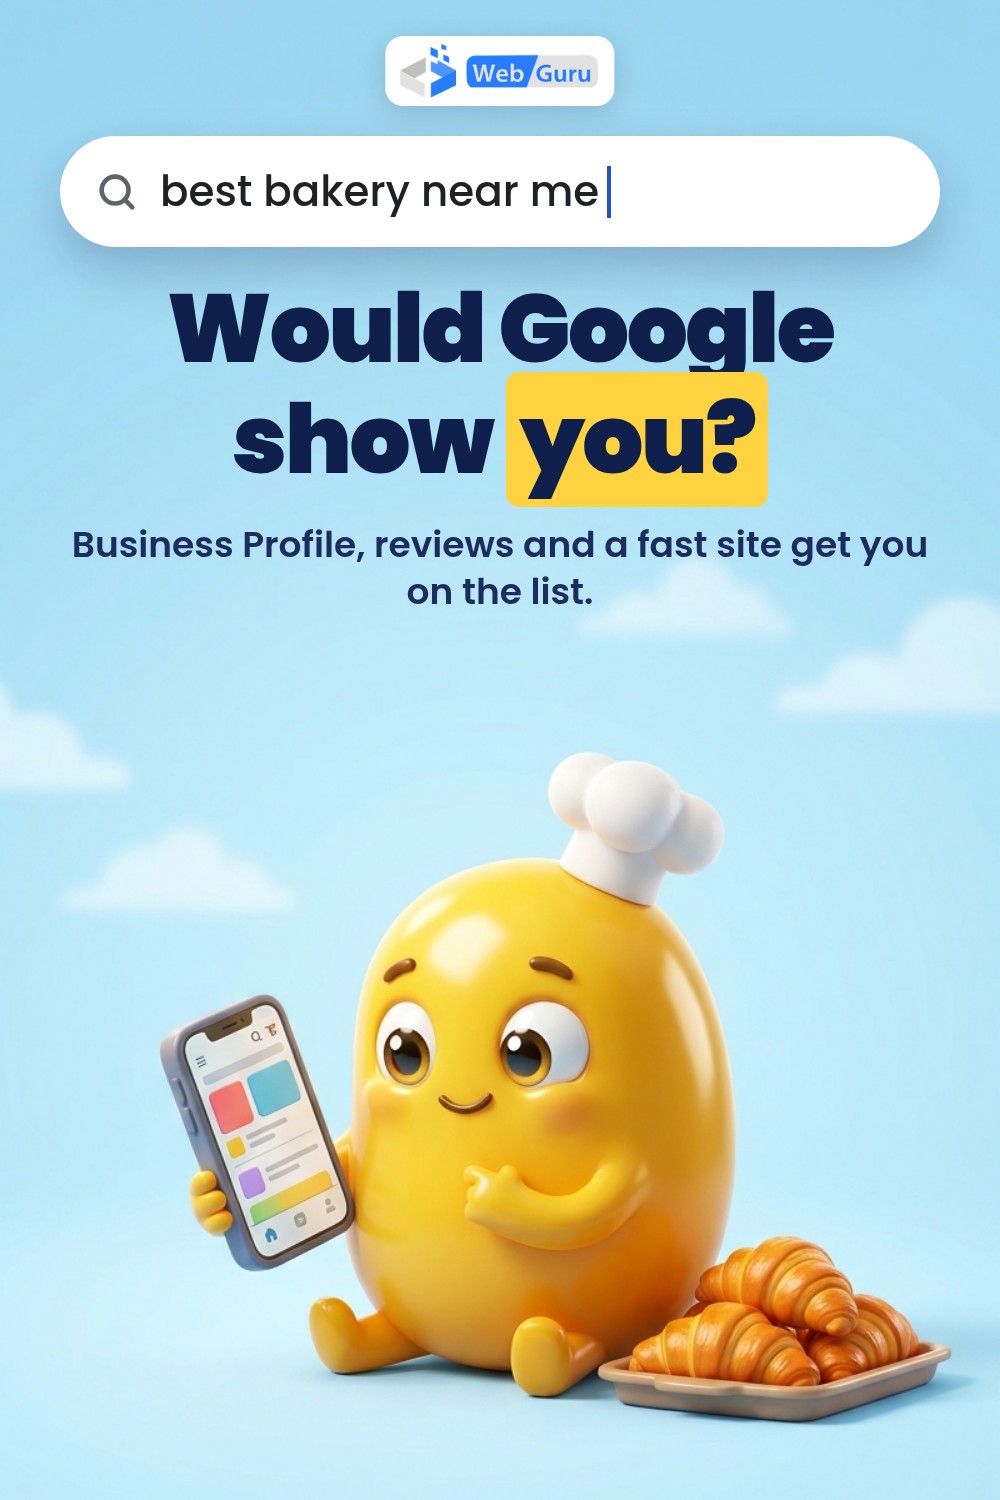 Web Guru
best bakery near me
Would Google
show you?
Business Profile, reviews and a fast site get you
on the list.